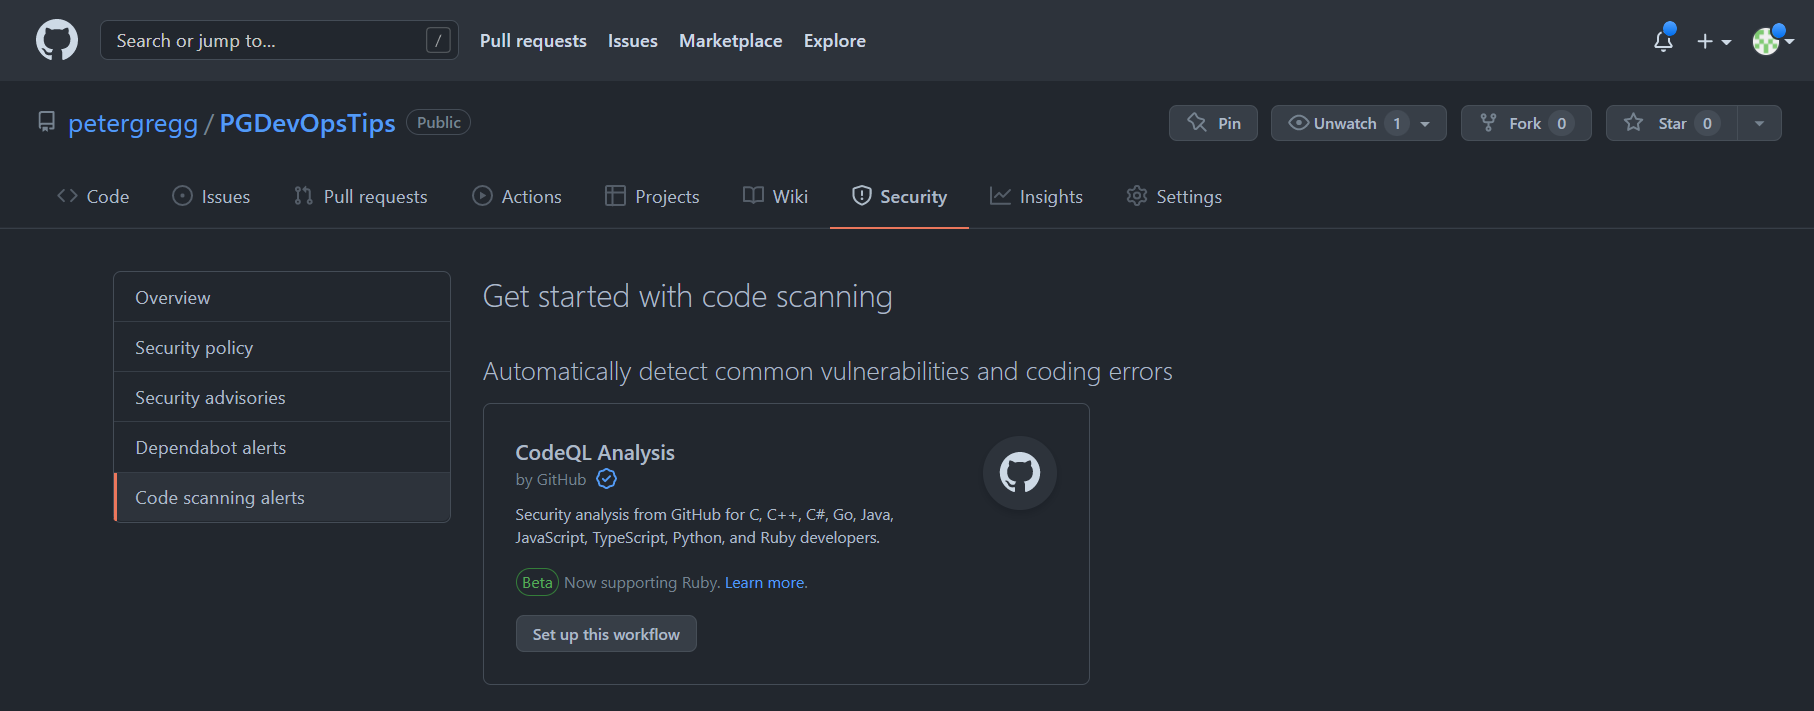 Search or jump to... /
Pull requests Issues Marketplace Explore
petergregg / PGDevOpsTips Public
Pin Unwatch 1 Fork 0 Star 0
Code Issues Pull requests Actions Projects Wiki Security Insights Settings
Overview
Security policy
Security advisories
Dependabot alerts
Code scanning alerts
Get started with code scanning
Automatically detect common vulnerabilities and coding errors
CodeQL Analysis
by GitHub
Security analysis from GitHub for C, C++, C#, Go, Java,
JavaScript, TypeScript, Python, and Ruby developers.
Beta Now supporting Ruby. Learn more.
Set up this workflow